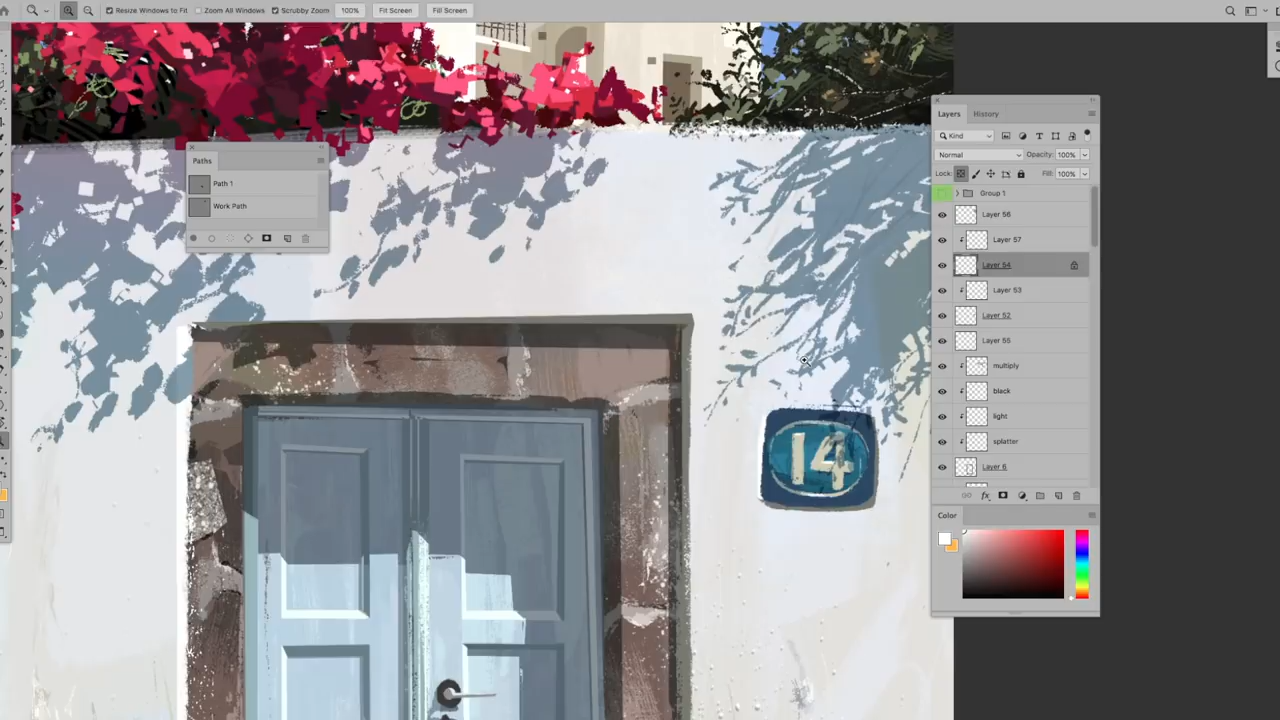 Resize Windows to Fit
Zoom All Windows
Scrubby Zoom
100%
Fit Screen
Fill Screen
Paths
Path 1
Work Path
14
Layers
History
Kind
Normal
Opacity: 100%
Lock:
Fill: 100%
Group 1
Layer 56
Layer 57
Layer 54
Layer 53
Layer 52
Layer 55
multiply
black
light
splatter
Layer 6
fx
Color